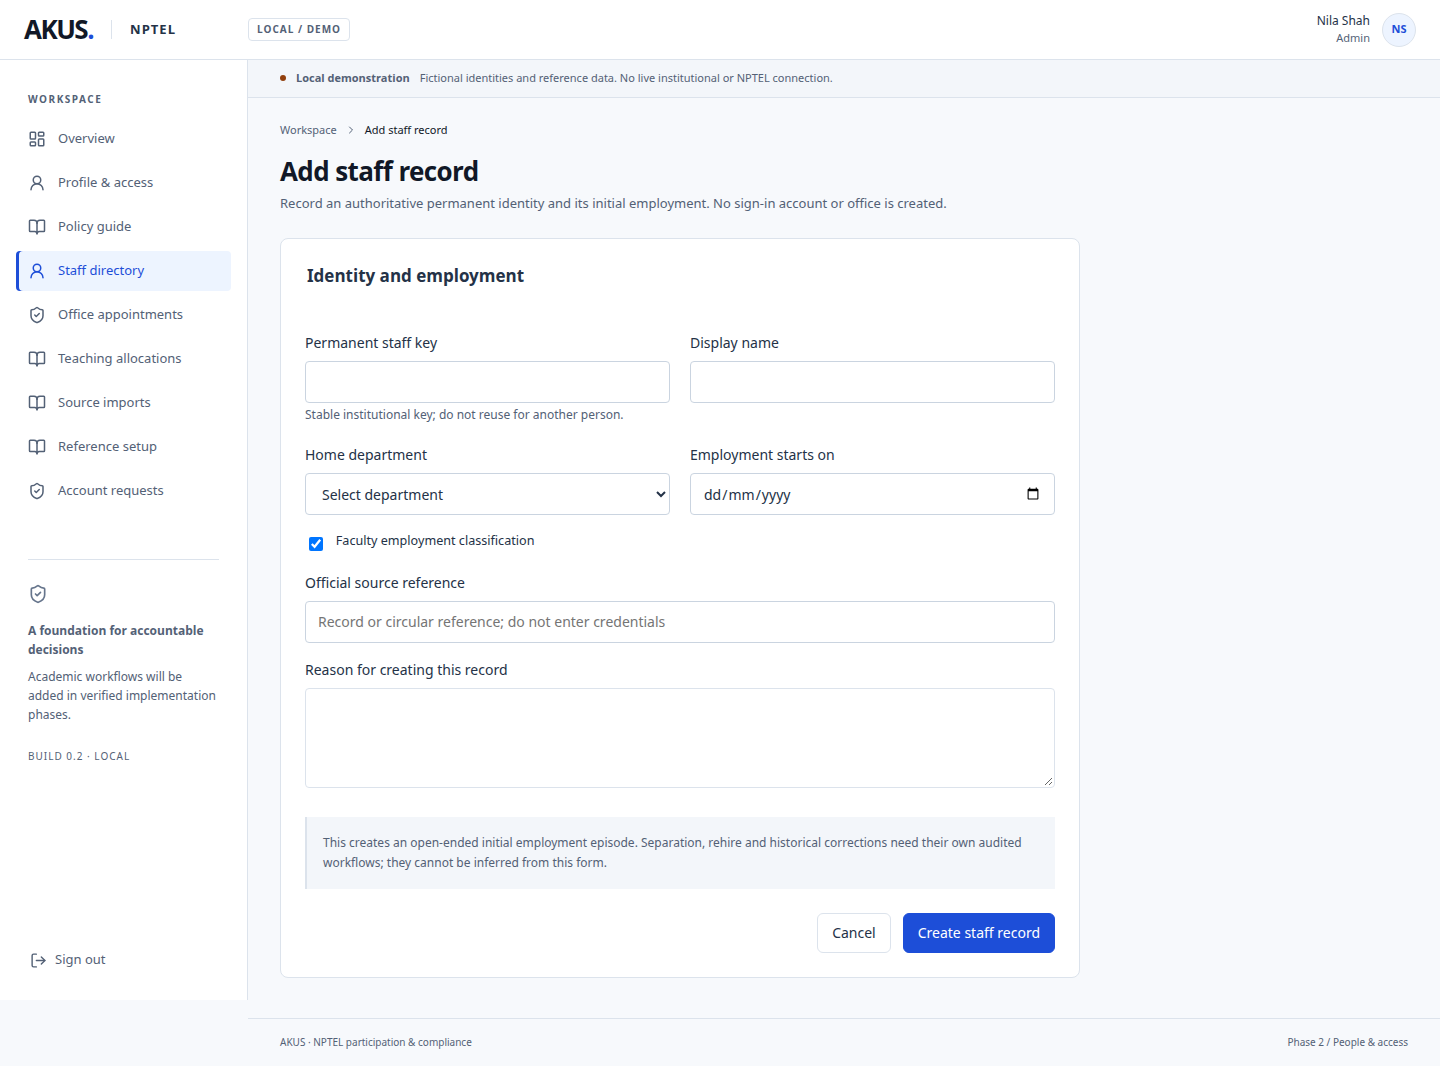 AKUS.
NPTEL
LOCAL / DEMO
Nila Shah
Admin
NS
WORKSPACE
Overview
Profile & access
Policy guide
Staff directory
Office appointments
Teaching allocations
Source imports
Reference setup
Account requests
A foundation for accountable
decisions
Academic workflows will be
added in verified implementation
phases.
BUILD 0.2 · LOCAL
Sign out
Local demonstration Fictional identities and reference data. No live institutional or NPTEL connection.
Workspace > Add staff record
Add staff record
Record an authoritative permanent identity and its initial employment. No sign-in account or office is created.
Identity and employment
Permanent staff key
Display name
Stable institutional key; do not reuse for another person.
Home department
Employment starts on
Select department
dd/mm/yyyy
Faculty employment classification
Official source reference
Record or circular reference; do not enter credentials
Reason for creating this record
This creates an open-ended initial employment episode. Separation, rehire and historical corrections need their own audited
workflows; they cannot be inferred from this form.
Cancel
Create staff record
AKUS · NPTEL participation & compliance
Phase 2 / People & access